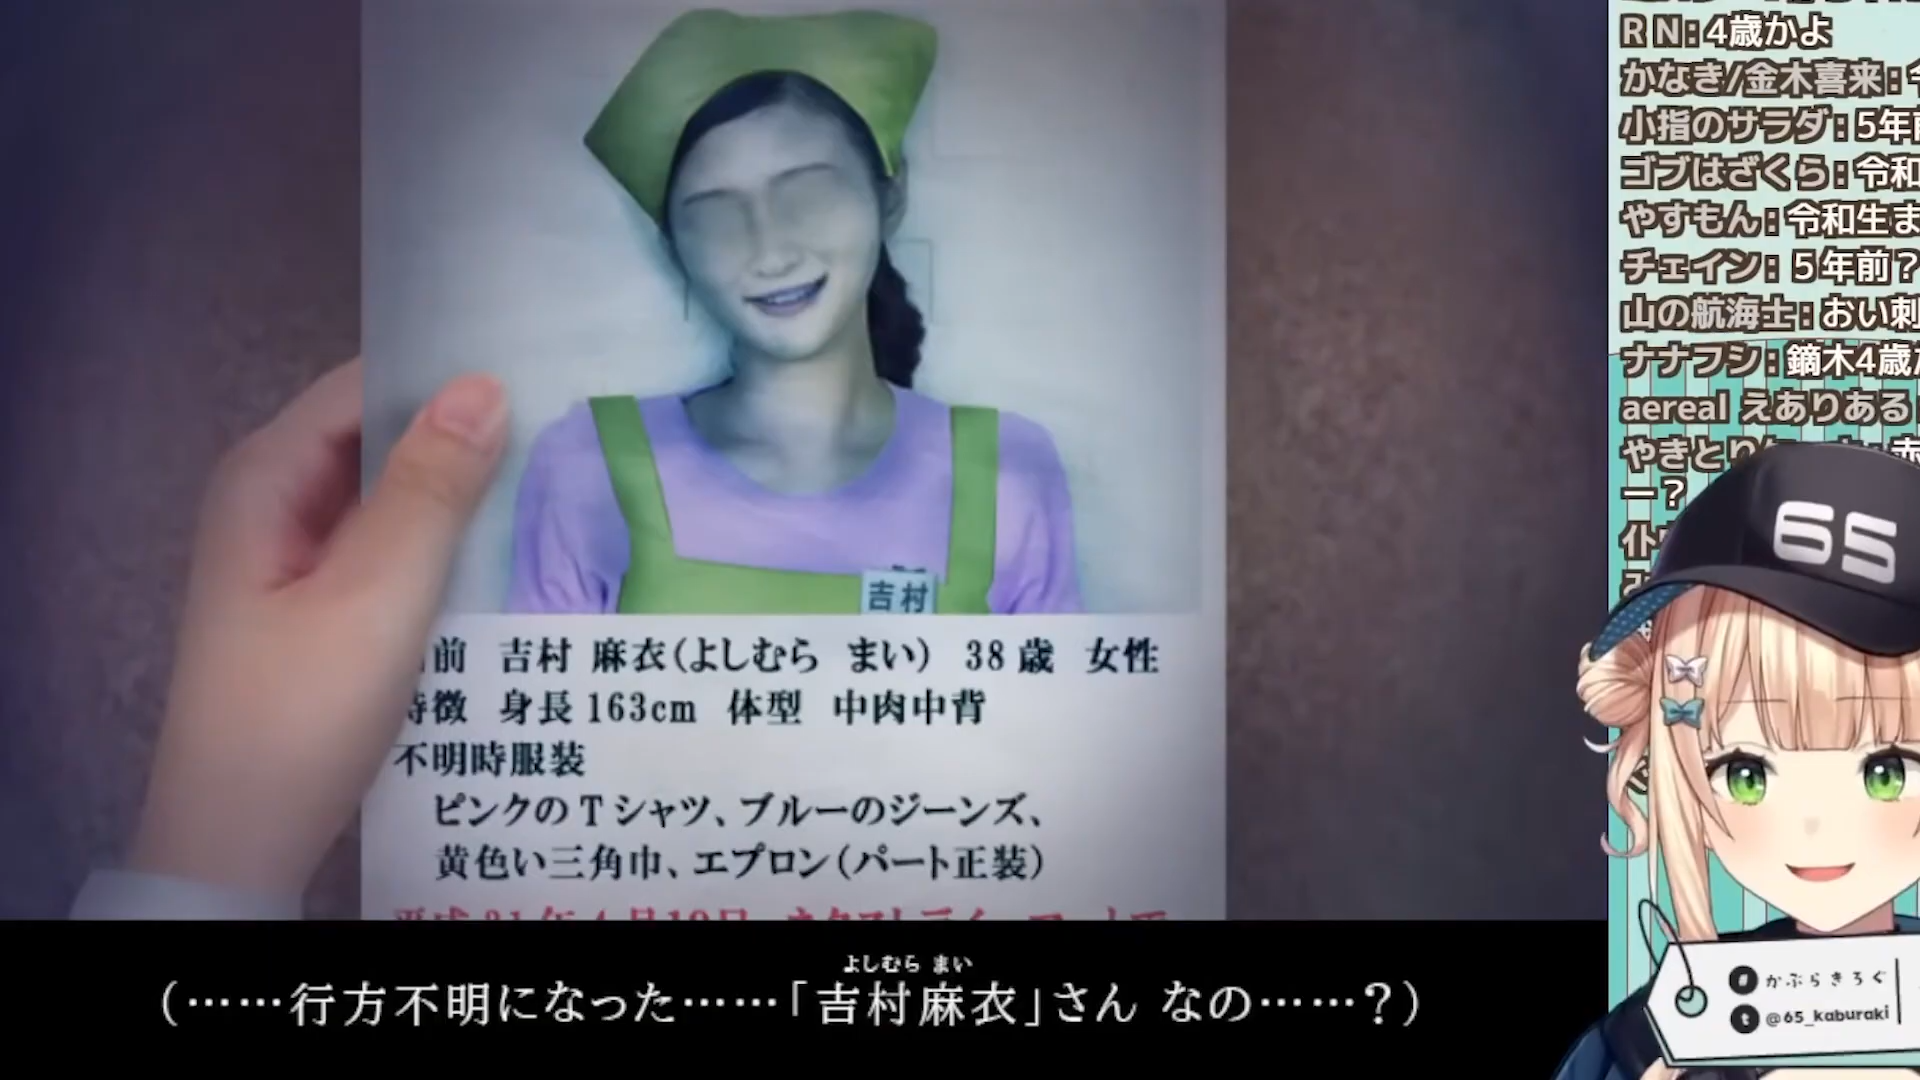 吉村
前 吉村 麻衣(よしむら まい) 38歳 女性
特徴 身長163cm 体型 中肉中背
不明時服装
ピンクのTシャツ、ブルーのジーンズ、
黄色い三角巾、エプロン(パート正装)
よしむら まい
(……行方不明になった……「吉村麻衣」さん なの……?)
R N: 4歳かよ
かなき/金木喜来:
小指のサラダ: 5年前
ゴブはざくら: 令和
やすもん: 令和生ま
チェイン: 5年前?
山の航海士: おい刺
ナナフシ: 鏑木4歳
aereal えありある
やきとり
ー?
65
かぶらきろく
@65_kaburaki